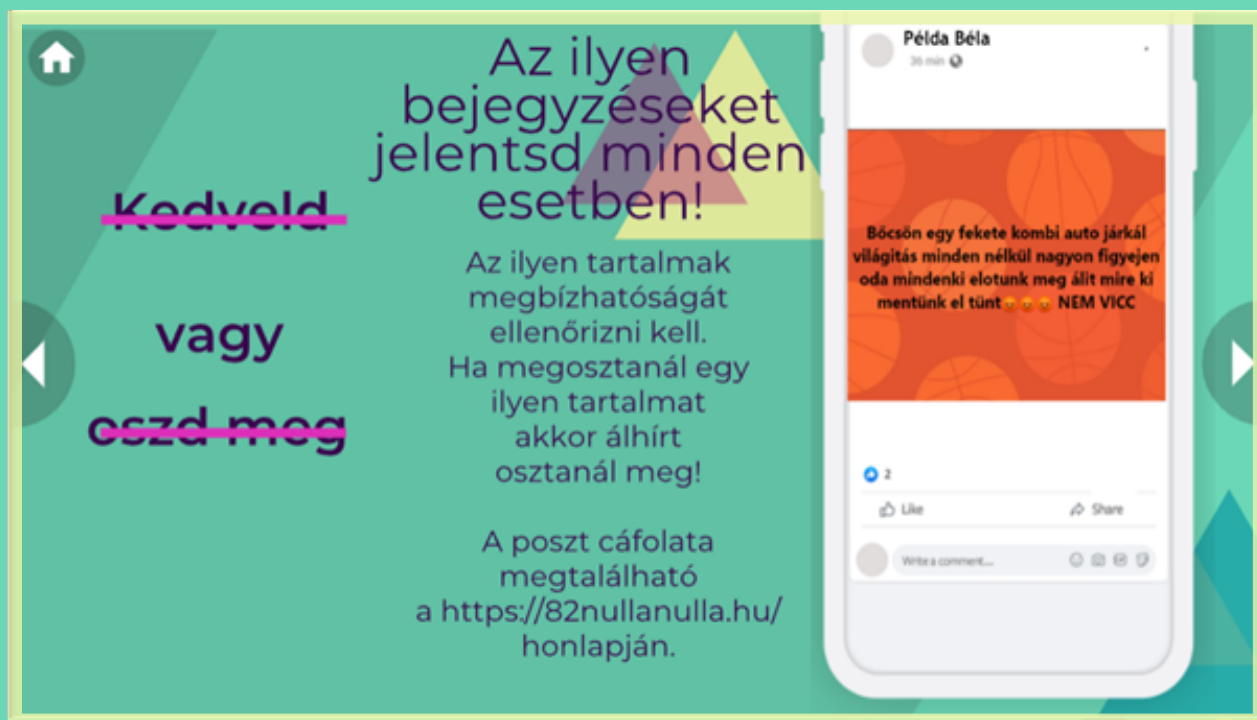 Kedveld
vagy
oszd meg
Az ilyen
bejegyzéseket
jelentsd minden
esetben!
Az ilyen tartalmak
megbízhatóságát
ellenőrizni kell.
Ha megosztanál egy
ilyen tartalmat
akkor álhírt
osztanál meg!
A poszt cáfolata
megtalálható
a https://82nullanulla.hu/
honlapján.
Példa Béla
36 min
Bőcsön egy fekete kombi auto járkál
világitás minden nélkül nagyon figyejen
oda mindenki elotunk meg álit mire ki
mentünk el tünt😡😡😡 NEM VICC
2
Like Share
Write a comment...